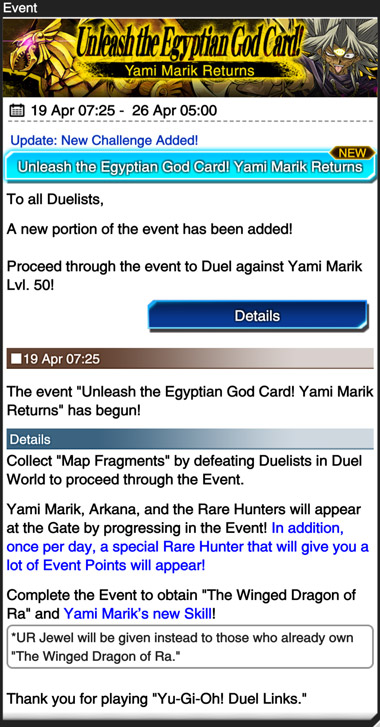 Event
Unleash the Egyptian God Card!
Yami Marik Returns
19 Apr 07:25 - 26 Apr 05:00
Update: New Challenge Added!
NEW
Unleash the Egyptian God Card! Yami Marik Returns
To all Duelists,
A new portion of the event has been added!
Proceed through the event to Duel against Yami Marik
Lvl. 50!
Details
■19 Apr 07:25
The event "Unleash the Egyptian God Card! Yami Marik
Returns" has begun!
Details
Collect "Map Fragments" by defeating Duelists in Duel
World to proceed through the Event.
Yami Marik, Arkana, and the Rare Hunters will appear
at the Gate by progressing in the Event! In addition,
once per day, a special Rare Hunter that will give you a
lot of Event Points will appear!
Complete the Event to obtain "The Winged Dragon of
Ra" and Yami Marik's new Skill!
*UR Jewel will be given instead to those who already own
"The Winged Dragon of Ra."
Thank you for playing "Yu-Gi-Oh! Duel Links."